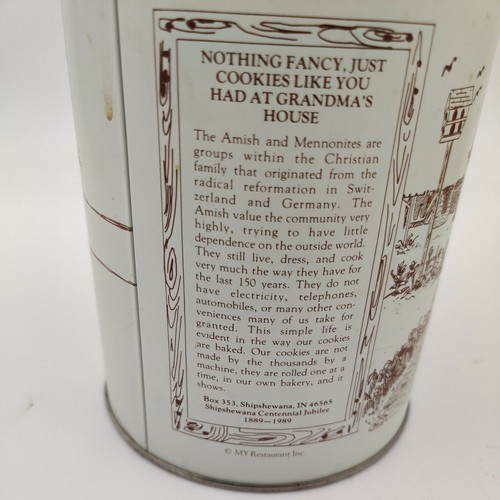 NOTHING FANCY, JUST
COOKIES LIKE YOU
HAD AT GRANDMA'S
HOUSE
The Amish and Mennonites are
groups within the Christian
family that originated from the
radical reformation in Swit-
zerland and Germany. The
Amish value the community very
highly, trying to have little
dependence on the outside world.
They still live, dress, and cook
very much the way they have for
the last 150 years. They do not
have electricity, telephones,
automobiles, or many other con-
veniences many of us take for
granted. This simple life is
evident in the way our cookies
are baked. Our cookies are not
made by the thousands by a
machine, they are rolled one at a
time, in our own bakery, and it
shows.
Box 353, Shipshewana, IN 46565
Shipshewana Centennial Jubilee
1889—1989
© MY Restaurant Inc.